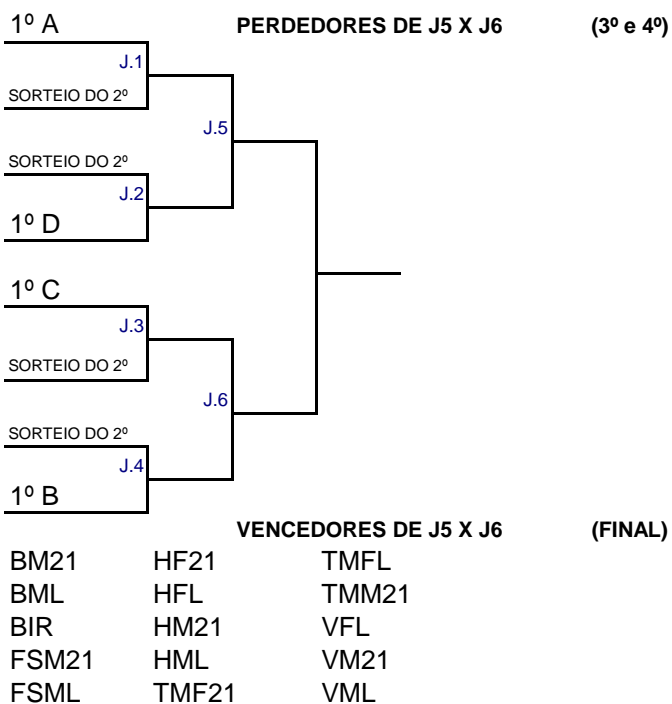 1º A PERDEDORES DE J5 X J6 (3º e 4º)
J.1
SORTEIO DO 2º
J.5
SORTEIO DO 2º
J.2
1º D
1º C
J.3
SORTEIO DO 2º
J.6
SORTEIO DO 2º
J.4
1º B
VENCEDORES DE J5 X J6 (FINAL)
BM21 HF21 TMFL
BML HFL TMM21
BIR HM21 VFL
FSM21 HML VM21
FSML TMF21 VML